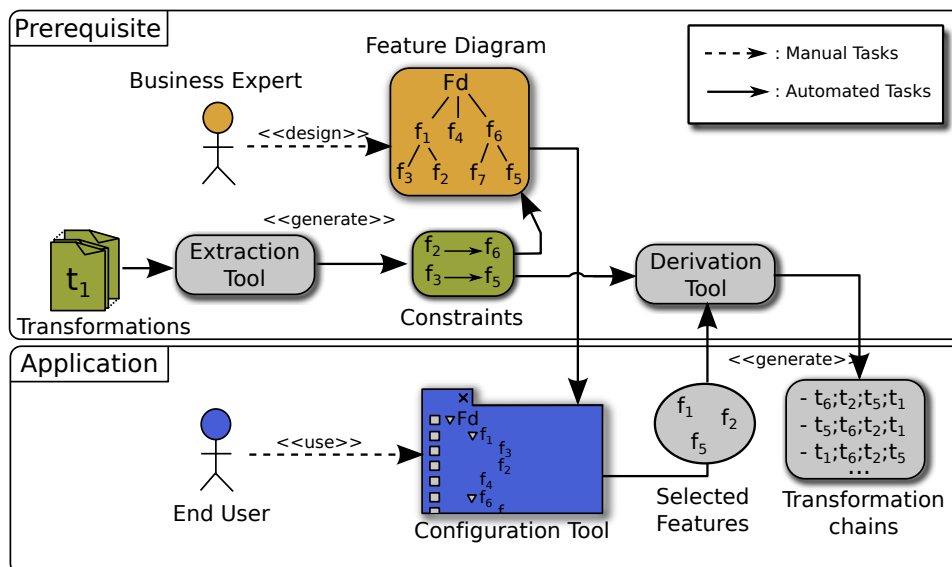 Prerequisite
Feature Diagram
Business Expert
<<design>>
Fd
f1 f4 f6
f3 f2 f7 f5
- - -> : Manual Tasks
: Automated Tasks
<<generate>>
t1
Transformations
Extraction
Tool
f2 → f6
f3 → f5
Constraints
Derivation
Tool
Application
<<generate>>
End User
<<use>>
x
Fd
f1
f3
f2
f4
f6
Configuration Tool
f1
f2
f5
Selected
Features
- t6;t2;t5;t1
- t5;t6;t2;t1
- t1;t6;t2;t5
...
Transformation
chains